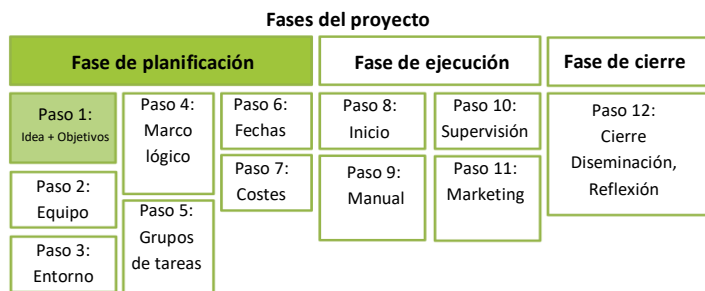 Fases del proyecto
Fase de planificación
Fase de ejecución
Fase de cierre
Paso 1:
Idea + Objetivos
Paso 2:
Equipo
Paso 3:
Entorno
Paso 4:
Marco
lógico
Paso 5:
Grupos
de tareas
Paso 6:
Fechas
Paso 7:
Costes
Paso 8:
Inicio
Paso 9:
Manual
Paso 10:
Supervisión
Paso 11:
Marketing
Paso 12:
Cierre
Diseminación,
Reflexión